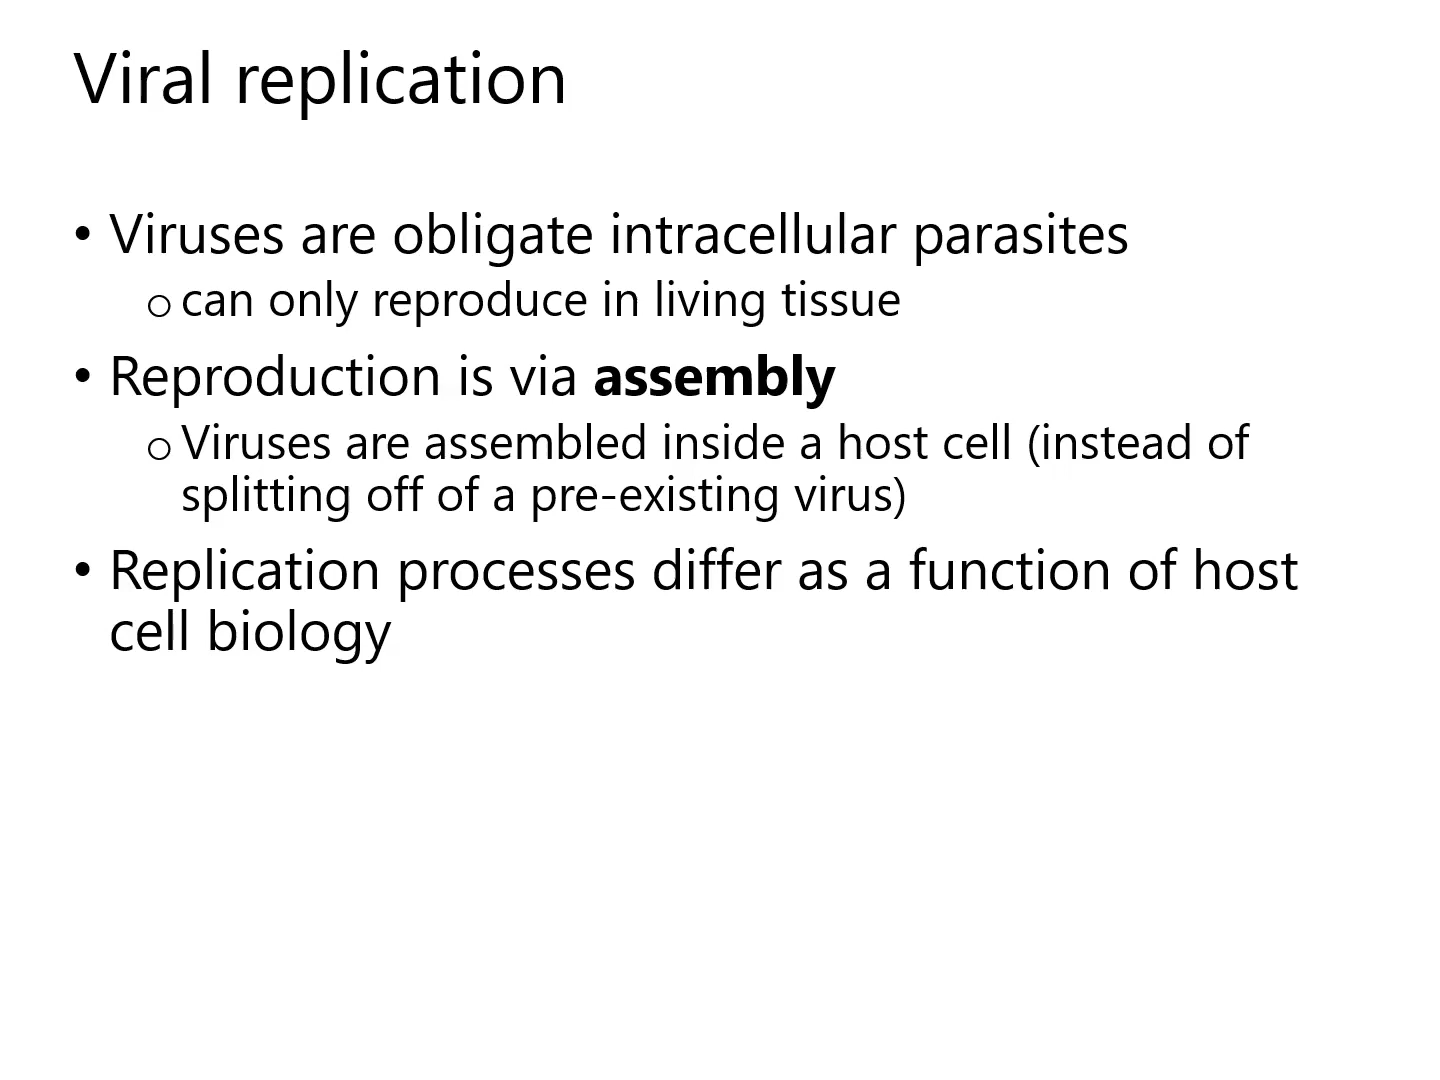 Viral replication
• Viruses are obligate intracellular parasites
o can only reproduce in living tissue
• Reproduction is via assembly
o Viruses are assembled inside a host cell (instead of
splitting off of a pre-existing virus)
• Replication processes differ as a function of host
cell biology